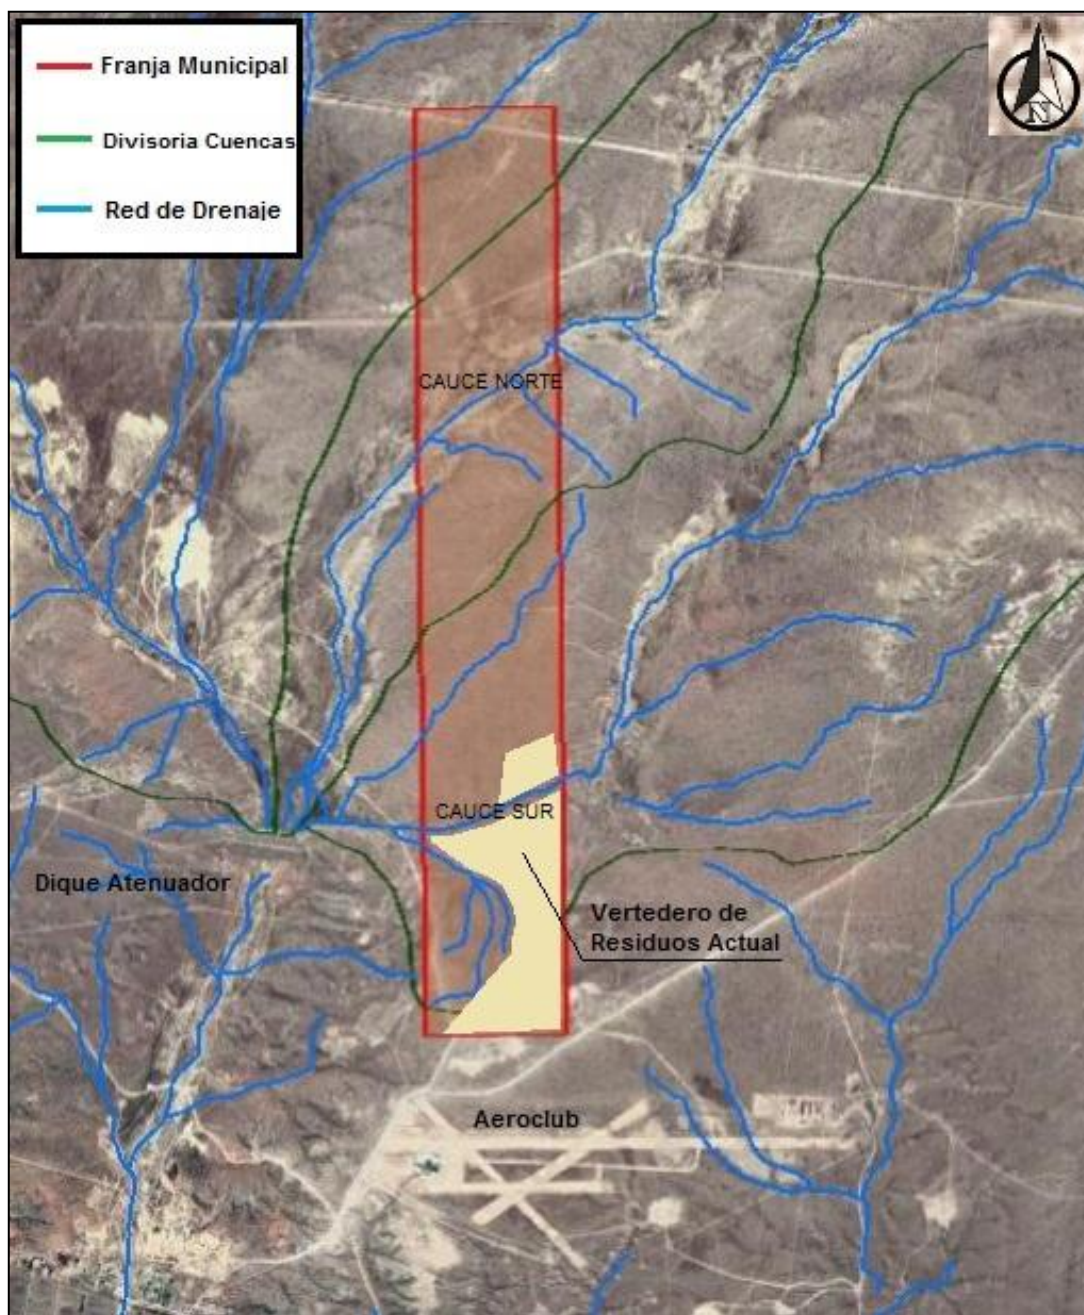 Franja Municipal
Divisoria Cuencas
Red de Drenaje
N
CAUCE NORTE
CAUCE SUR
Dique Atenuador
Vertedero de
Residuos Actual
Aeroclub